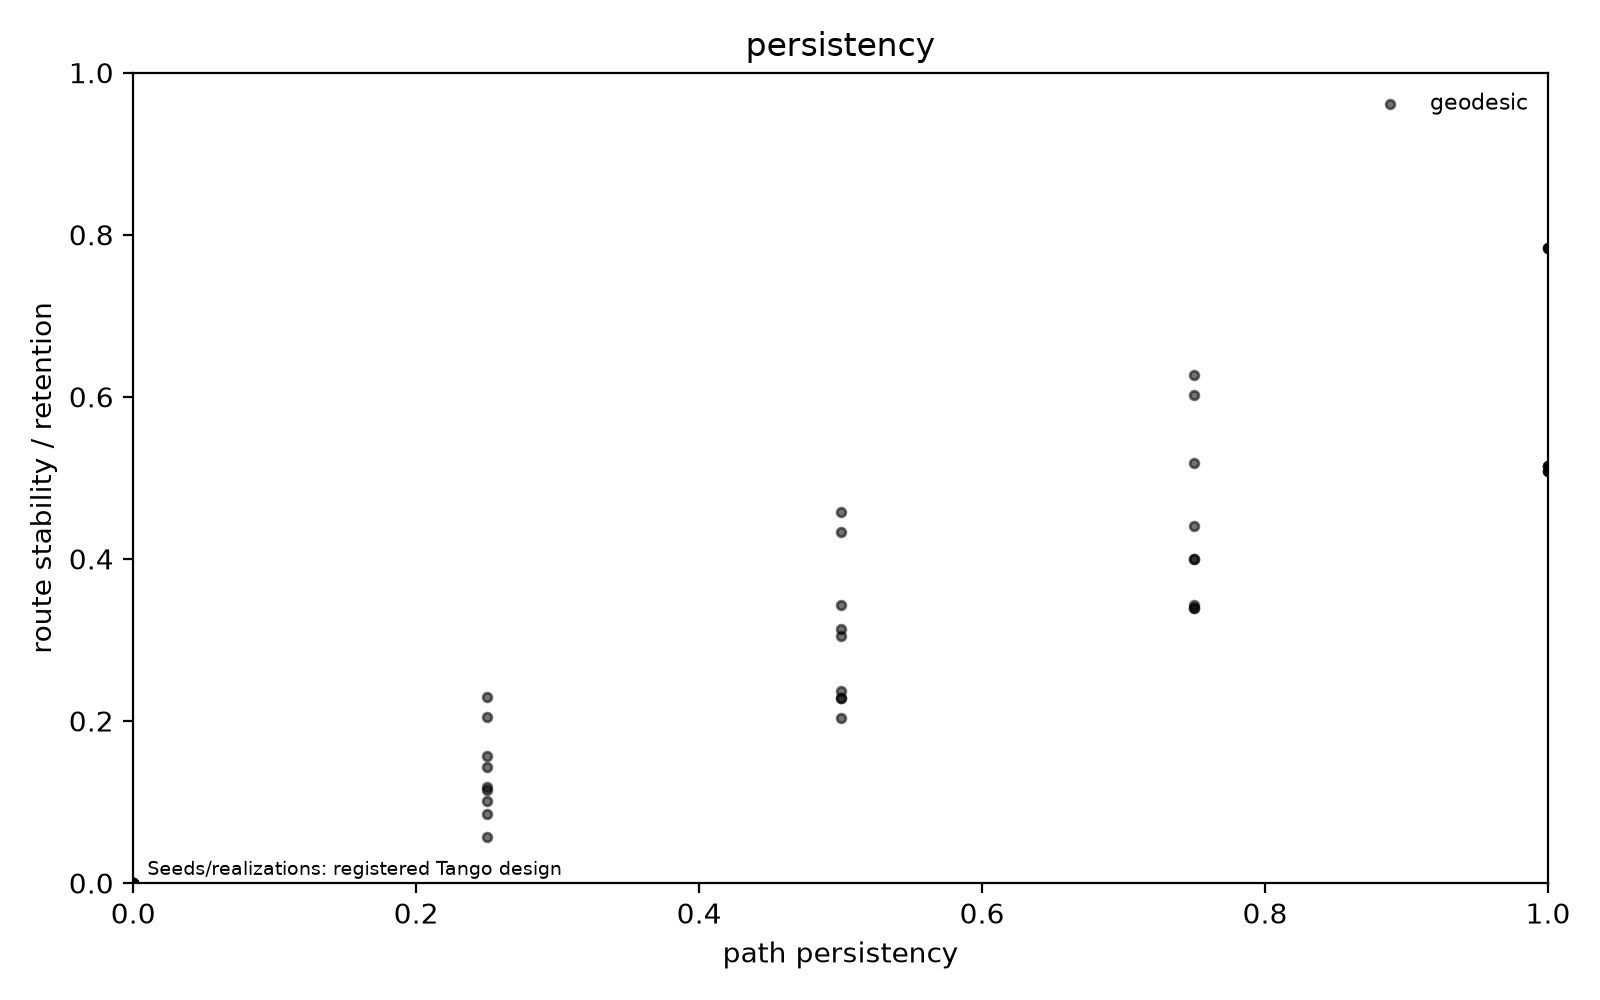 persistency
1.0
geodesic
0.8
0.6
0.4
0.2
0.0
route stability / retention
Seeds/realizations: registered Tango design
0.0 0.2 0.4 0.6 0.8 1.0
path persistency